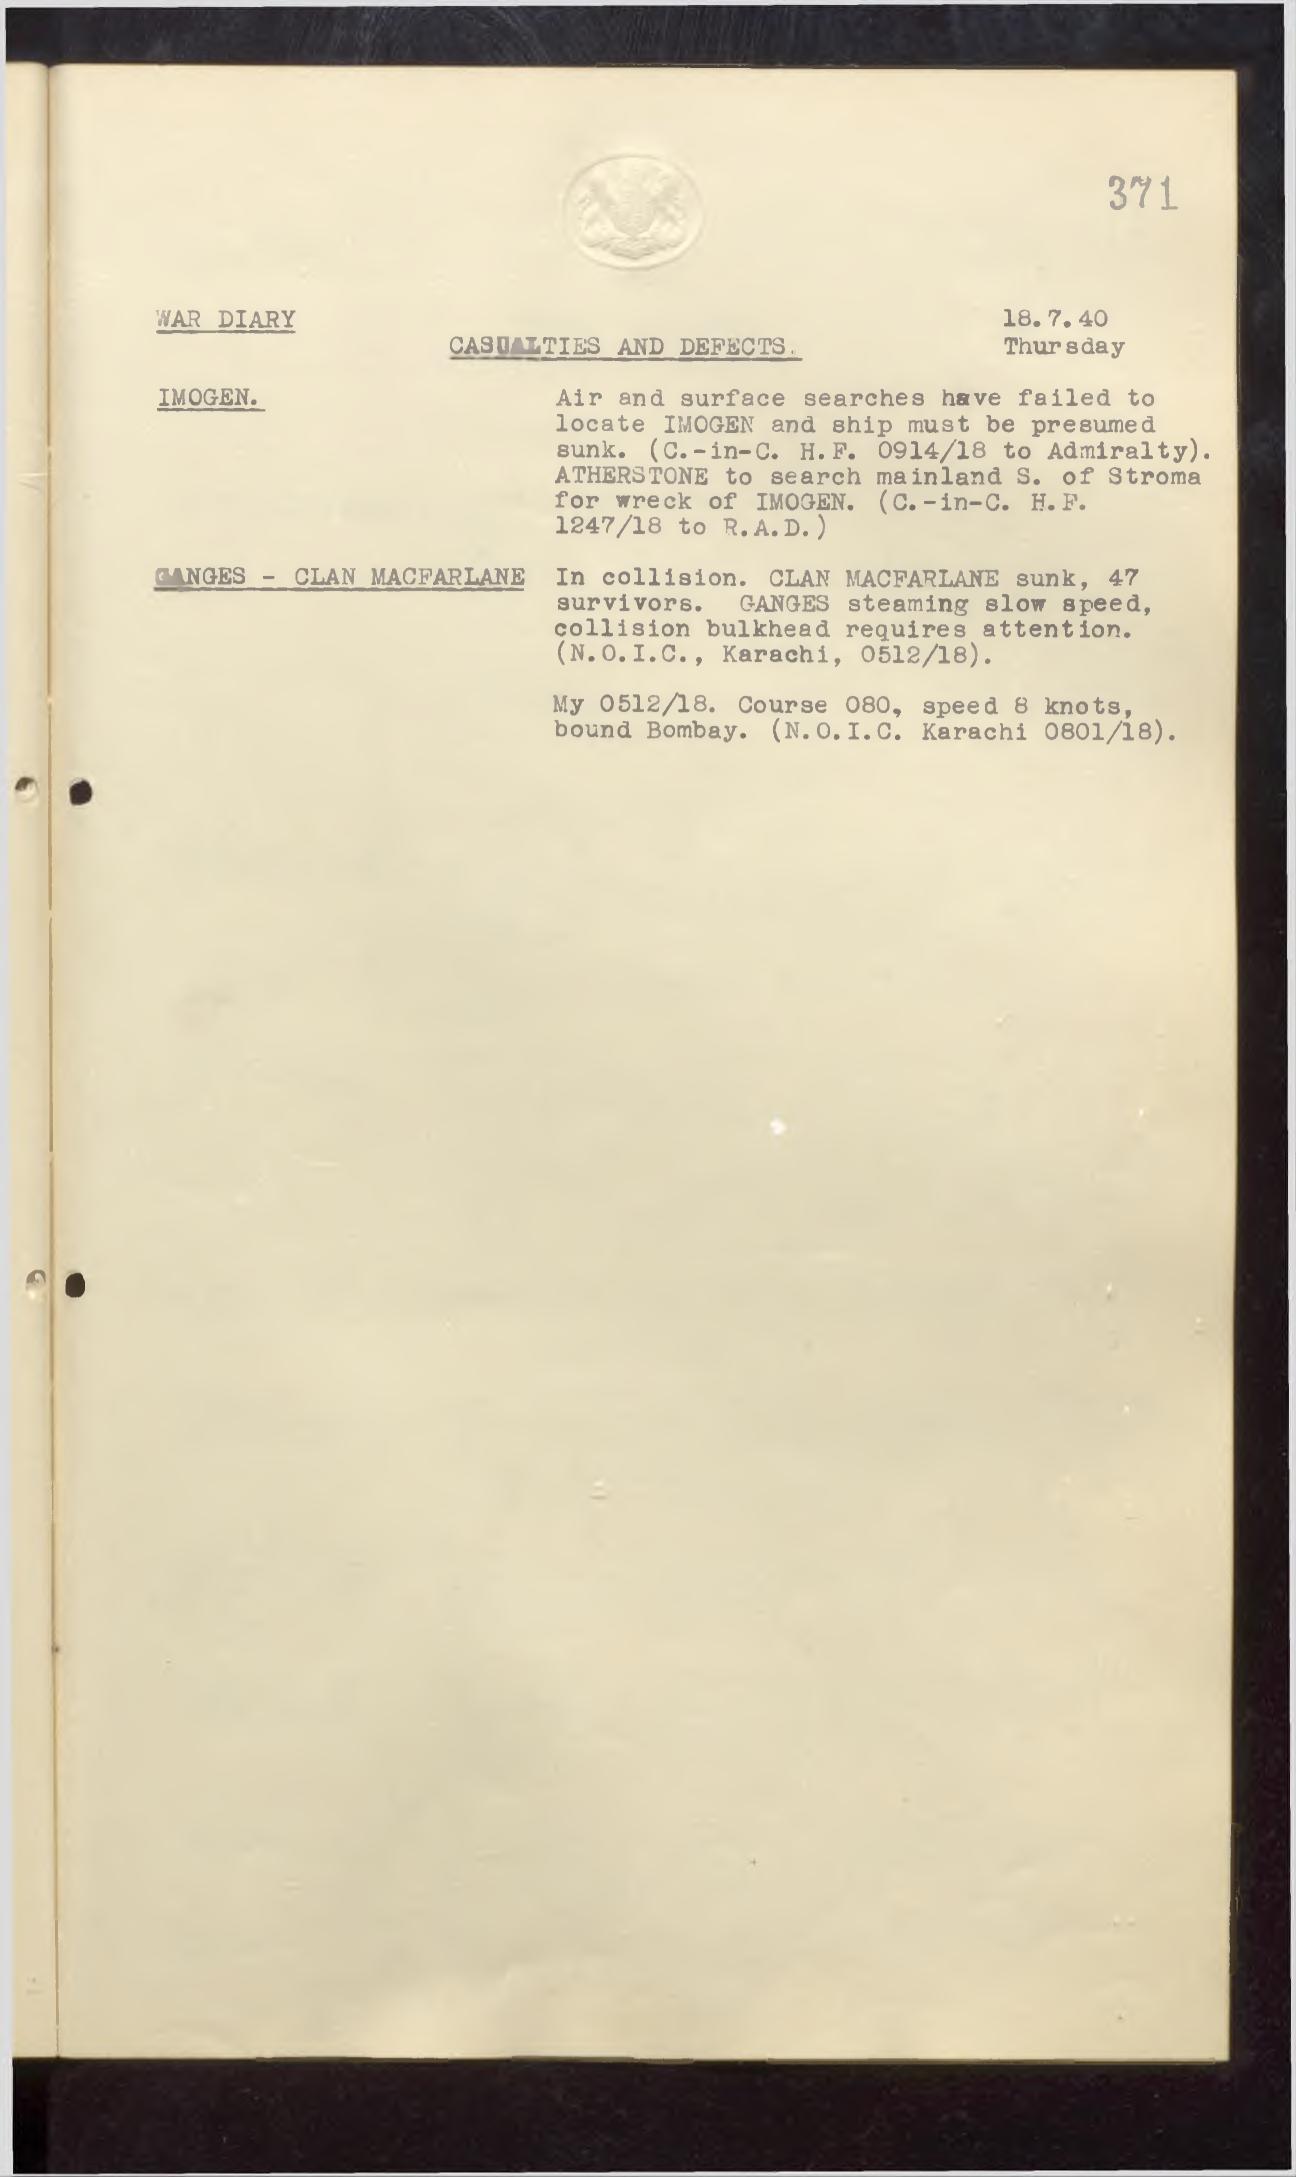 371
WAR DIARY
18.7.40
CASUALTIES AND DEFECTS.
Thursday
IMOGEN.
Air and surface searches have failed to
locate IMOGEN and ship must be presumed
sunk. (C.-in-C. H.F. 0914/18 to Admiralty).
ATHERSTONE to search mainland S. of Stroma
for wreck of IMOGEN. (C.-in-C. H.F.
1247/18 to R.A.D.)
GANGES - CLAN MACFARLANE
In collision. CLAN MACFARLANE sunk, 47
survivors. GANGES steaming slow speed,
collision bulkhead requires attention.
(N.O.I.C., Karachi, 0512/18).
My 0512/18. Course 080, speed 8 knots,
bound Bombay. (N.O.I.C. Karachi 0801/18).